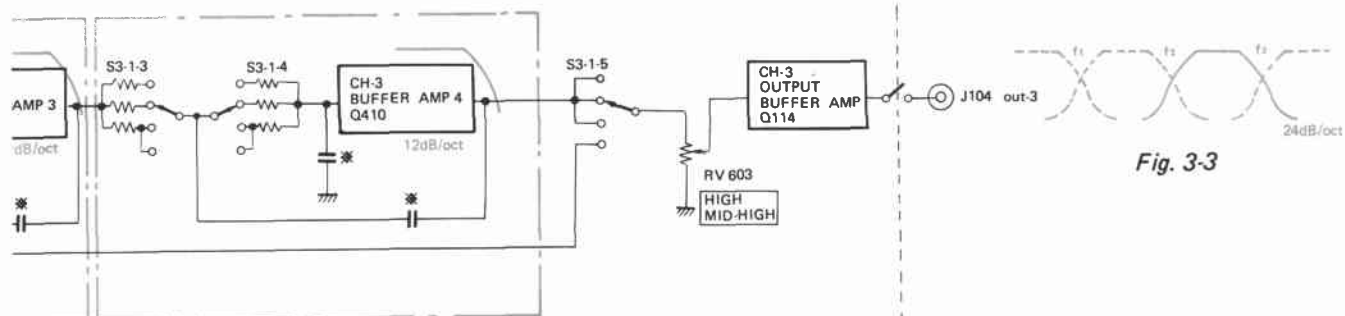 S3-1-3
S3-1-4
S3-1-5
AMP 3
dB/oct
※
CH-3
BUFFER AMP 4
Q410
12dB/oct
※
※
RV 603
HIGH
MID-HIGH
CH-3
OUTPUT
BUFFER AMP
Q114
J104 out-3
f1
f2
24dB/oct
Fig. 3-3